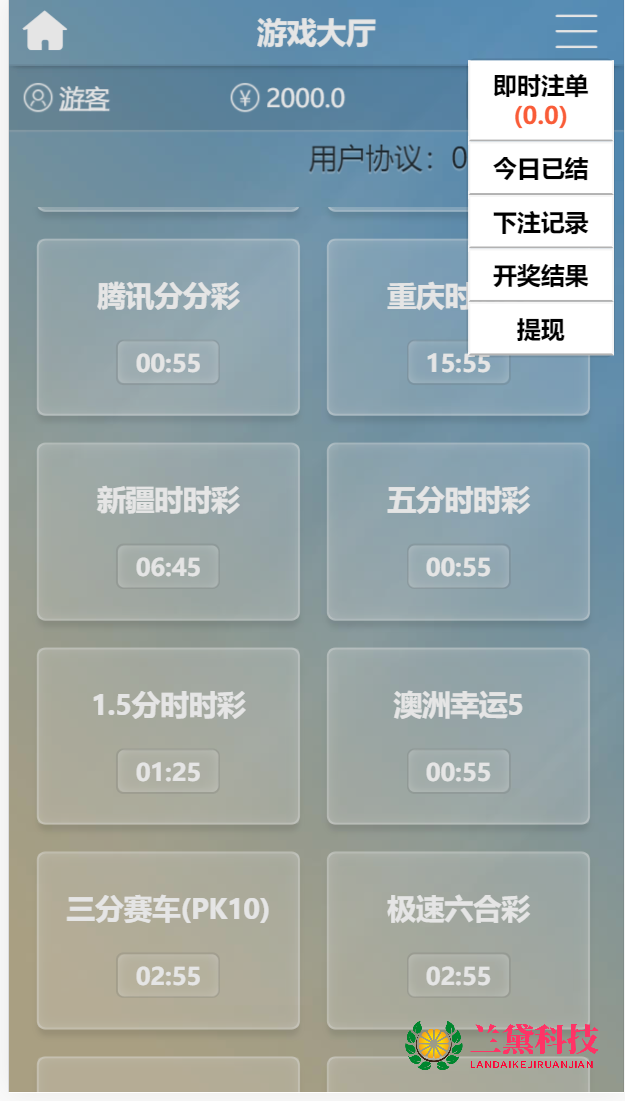 游戏大厅
游客
¥ 2000.0
即时注单
(0.0)
用户协议：0
今日已结
下注记录
开奖结果
提现
腾讯分分彩
00:55
重庆时
15:55
新疆时时彩
06:45
五分时时彩
00:55
1.5分时时彩
01:25
澳洲幸运5
00:55
三分赛车(PK10)
02:55
极速六合彩
02:55
兰黛科技
LANDAIKEJIRUANJIAN